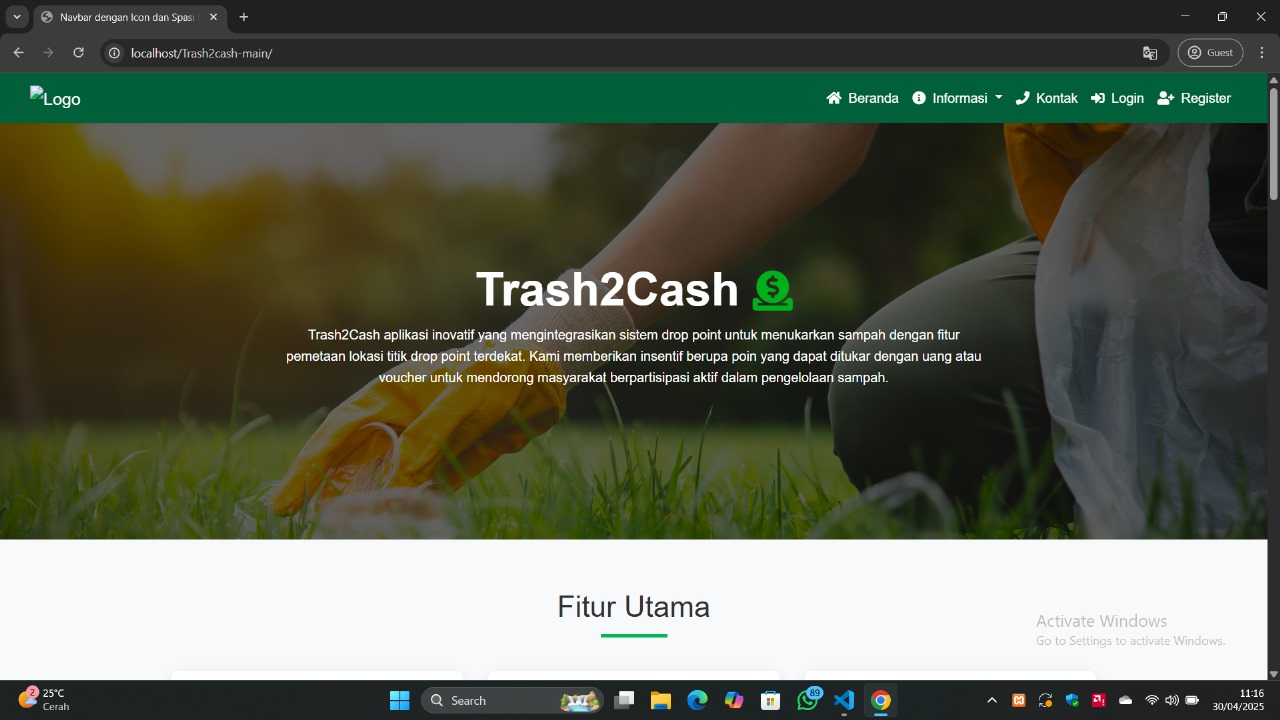 Navbar dengan Icon dan Spasi
localhost/Trash2cash-main/
Guest
Logo
Beranda
Informasi
Kontak
Login
Register
Trash2Cash
Trash2Cash aplikasi inovatif yang mengintegrasikan sistem drop point untuk menukarkan sampah dengan fitur
pemetaan lokasi titik drop point terdekat. Kami memberikan insentif berupa poin yang dapat ditukar dengan uang atau
voucher untuk mendorong masyarakat berpartisipasi aktif dalam pengelolaan sampah.
Fitur Utama
Activate Windows
Go to Settings to activate Windows.
2
25°C
Cerah
Search
89
11:16
30/04/2025